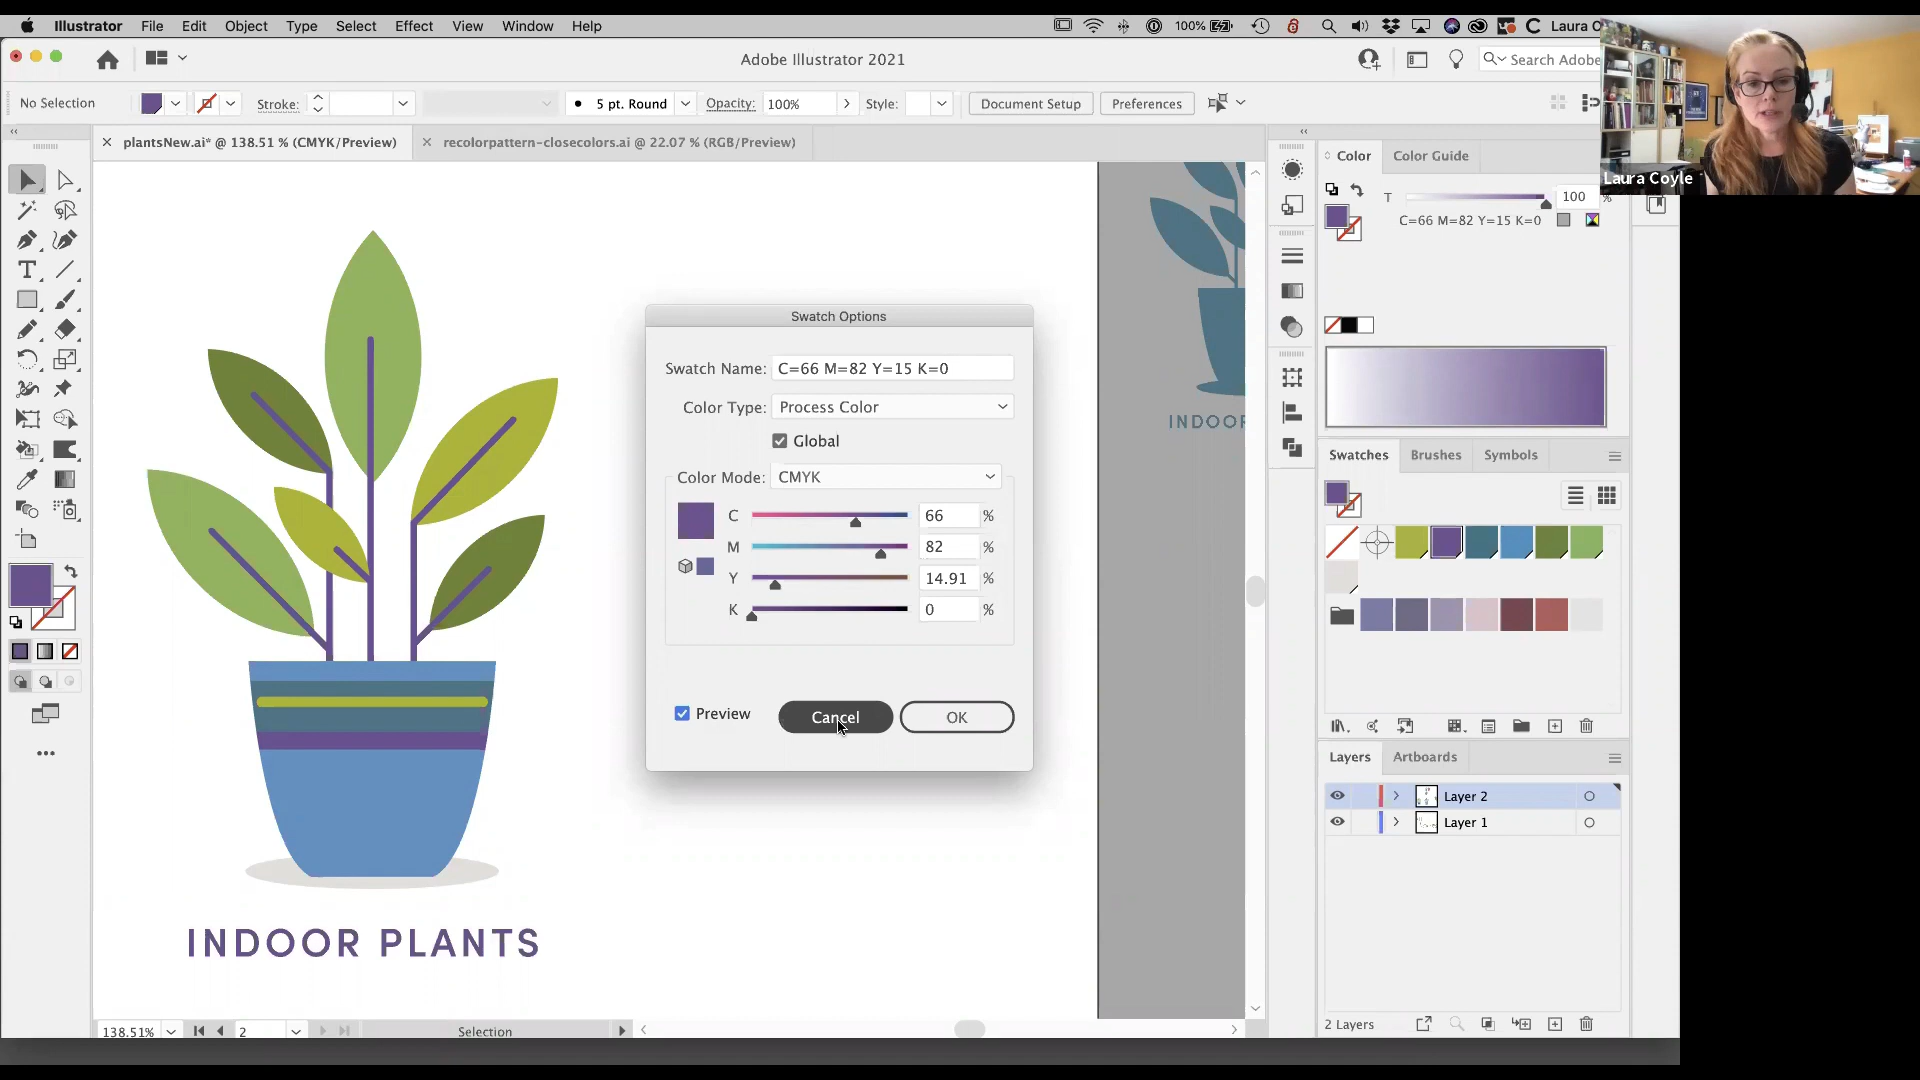 Illustrator File Edit Object Type Select Effect View Window Help 100% Laura C
Adobe Illustrator 2021 Search Adobe
No Selection Stroke: 5 pt. Round Opacity: 100% Style: Document Setup Preferences
plantsNew.ai* @ 138.51 % (CMYK/Preview) recolorpattern-closecolors.ai @ 22.07 % (RGB/Preview)
Color Color Guide
Laura Coyle
T 100 %
C=66 M=82 Y=15 K=0
Swatch Options
Swatch Name: C=66 M=82 Y=15 K=0
Color Type: Process Color
Global
Color Mode: CMYK
C 66 %
M 82 %
Y 14.91 %
K 0 %
Preview Cancel OK
INDOOR
Swatches Brushes Symbols
Layers Artboards
Layer 2
Layer 1
2 Layers
INDOOR PLANTS
138.51% 2 Selection